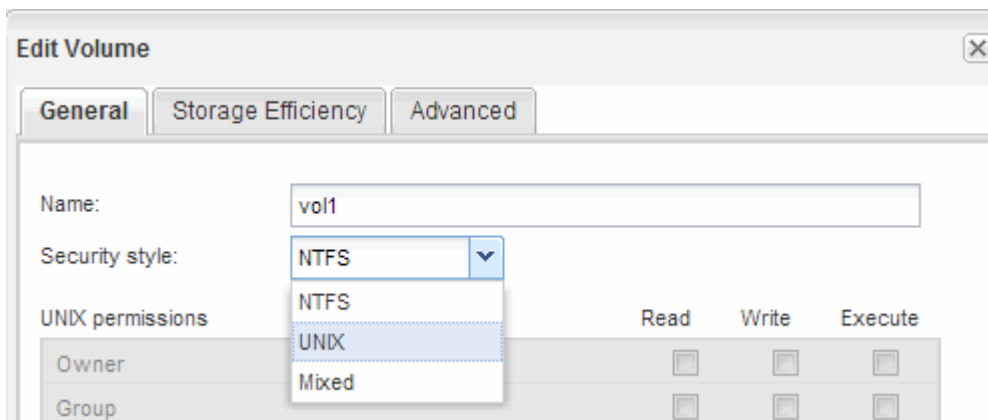 Edit Volume
General Storage Efficiency Advanced
Name: vol1
Security style: NTFS
NTFS
UNIX permissions Read Write Execute
UNIX
Owner
Mixed
Group